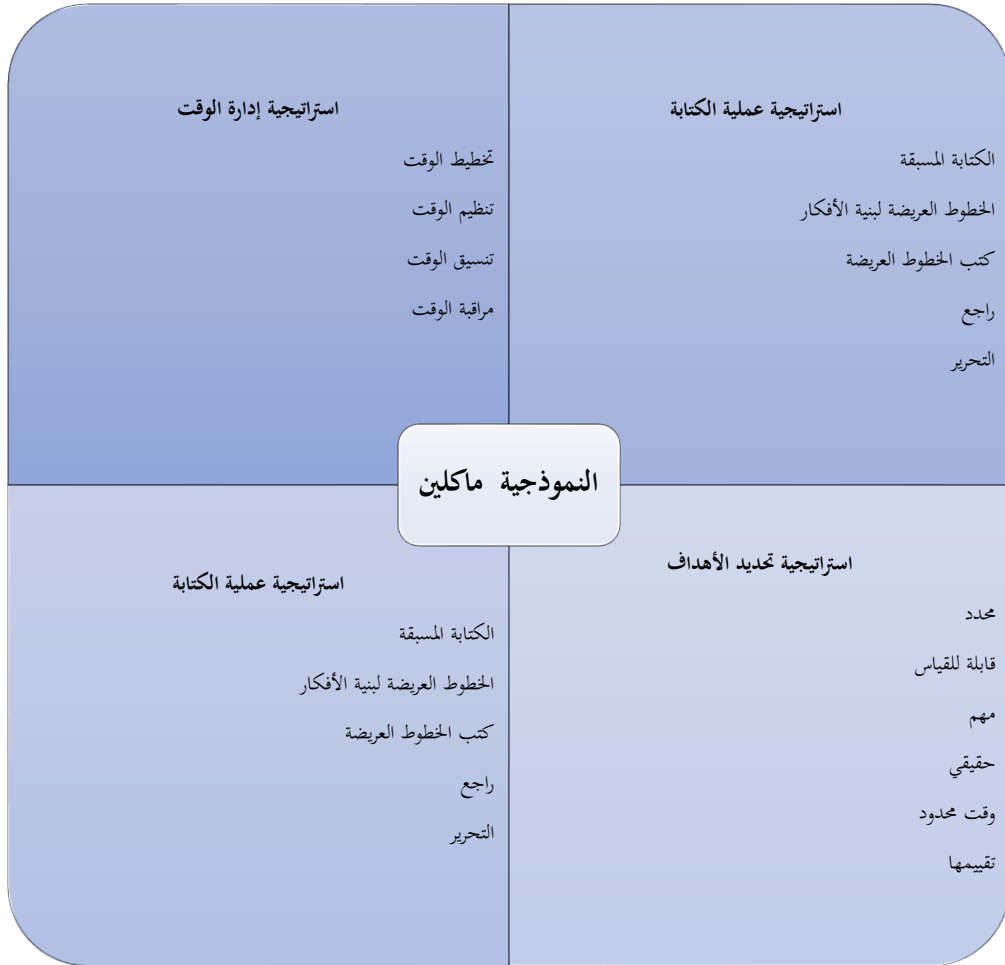 استراتيجية عملية الكتابة
الكتابة المسبقة
الخطوط العريضة لبنية الأفكار
كتب الخطوط العريضة
راجع
التحرير
استراتيجية إدارة الوقت
تخطيط الوقت
تنظيم الوقت
تنسيق الوقت
مراقبة الوقت
النموذجية ماكلين
استراتيجية تحديد الأهداف
محدد
قابلة للقياس
مهم
حقيقي
وقت محدود
تقييمها
استراتيجية عملية الكتابة
الكتابة المسبقة
الخطوط العريضة لبنية الأفكار
كتب الخطوط العريضة
راجع
التحرير